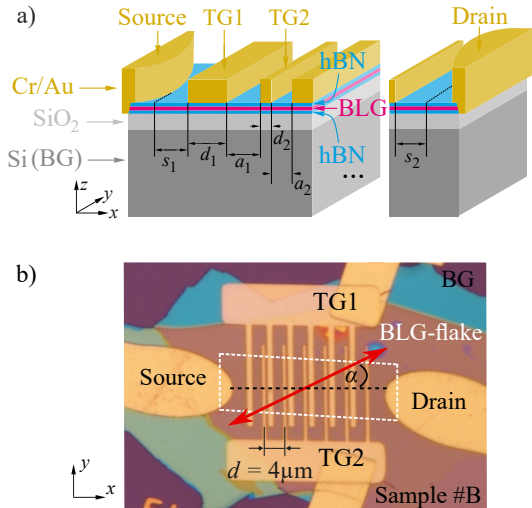 a)
Source TG1 TG2 Drain
Cr/Au
hBN
BLG
hBN
SiO2
Si (BG)
s1 d1 a1 d2 a2 s2
...
z
y
x
b)
BG
TG1
BLG-flake
α
Source
Drain
d = 4µm
TG2
y
x
Sample #B